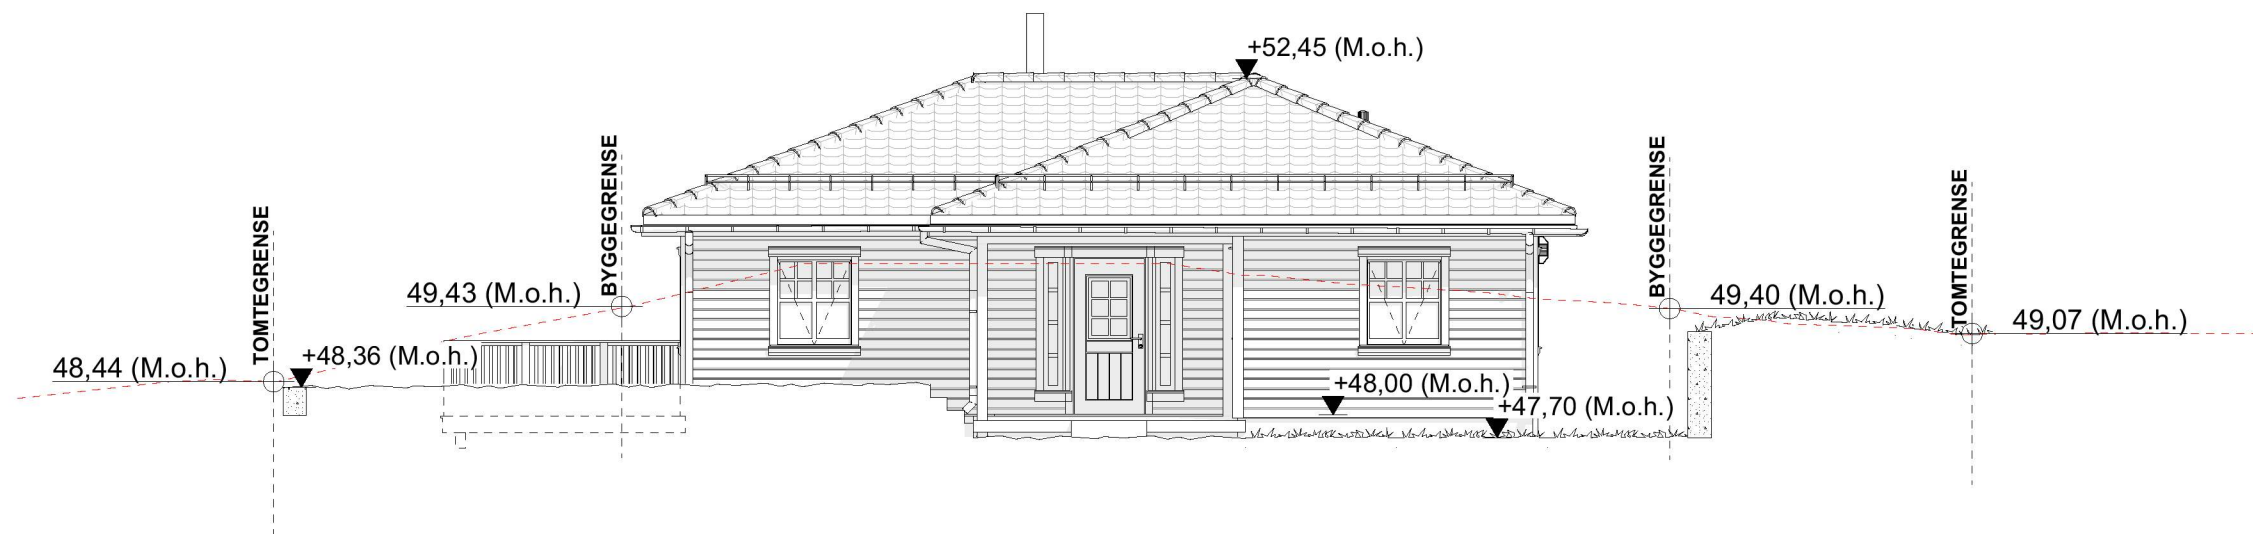 +52,45 (M.o.h.)
BYGGEGRENSE
BYGGEGRENSE
TOMTEGRENSE
TOMTEGRENSE
49,43 (M.o.h.)
49,40 (M.o.h.)
49,07 (M.o.h.)
48,44 (M.o.h.)
+48,36 (M.o.h.)
+48,00 (M.o.h.)
+47,70 (M.o.h.)